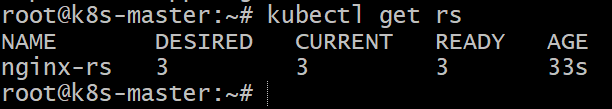 root@k8s-master:~# kubectl get rs
NAME DESIRED CURRENT READY AGE
nginx-rs 3 3 3 33s
root@k8s-master:~#